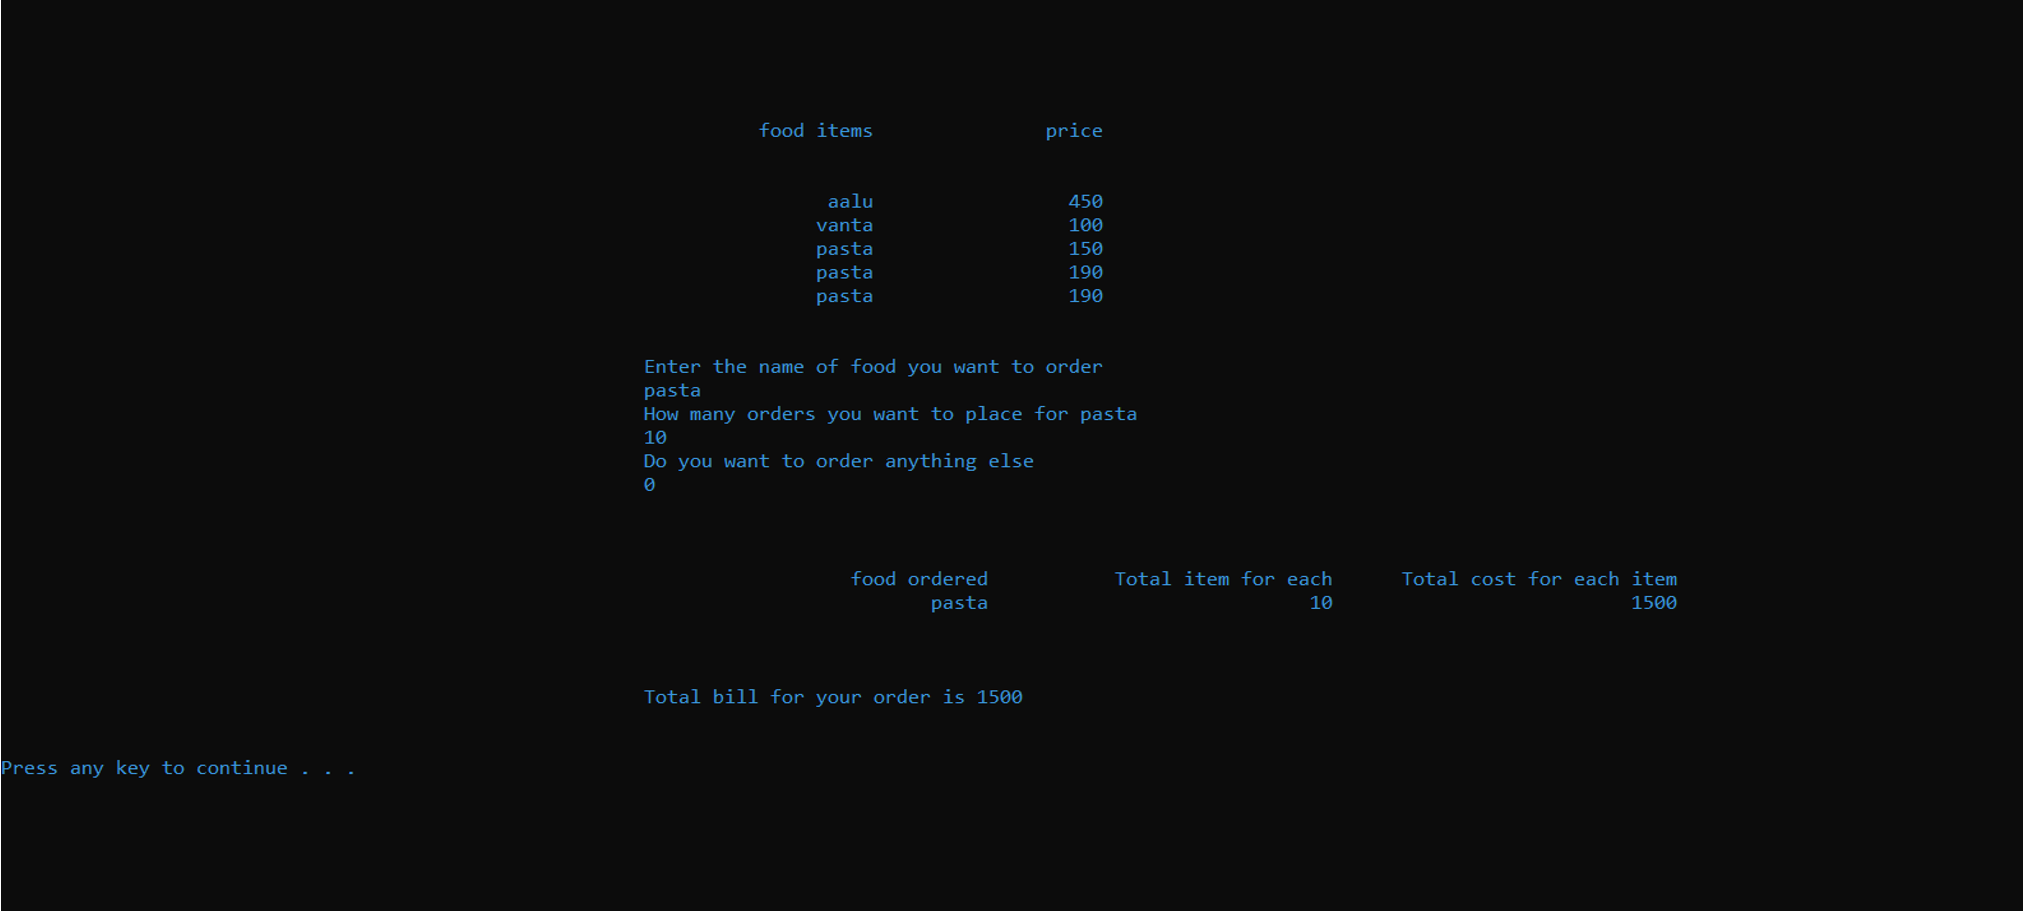 food items price
aalu 450
vanta 100
pasta 150
pasta 190
pasta 190
Enter the name of food you want to order
pasta
How many orders you want to place for pasta
10
Do you want to order anything else
0
food ordered Total item for each Total cost for each item
pasta 10 1500
Total bill for your order is 1500
Press any key to continue . . .